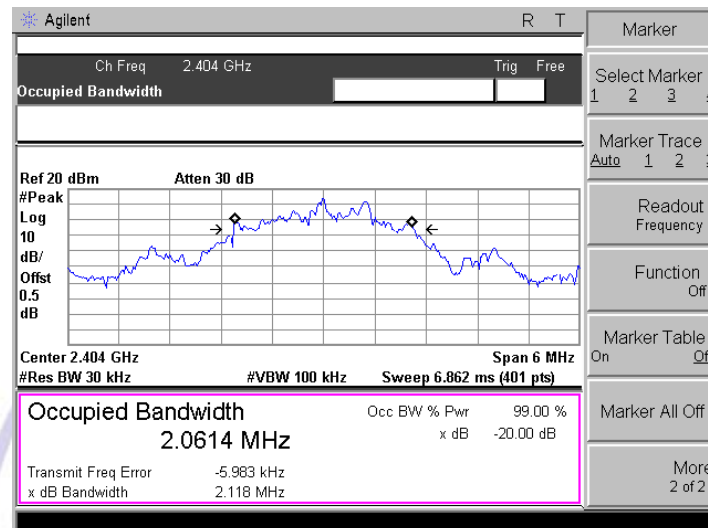 Agilent
R T
Ch Freq 2.404 GHz
Trig Free
Occupied Bandwidth
Ref 20 dBm
Atten 30 dB
#Peak
Log
10
dB/
Offst
0.5
dB
Center 2.404 GHz
Span 6 MHz
#Res BW 30 kHz
#VBW 100 kHz
Sweep 6.862 ms (401 pts)
Occupied Bandwidth
2.0614 MHz
Occ BW % Pwr 99.00 %
x dB -20.00 dB
Transmit Freq Error -5.983 kHz
x dB Bandwidth 2.118 MHz
Marker
Select Marker
1 2 3
Marker Trace
Auto 1 2
Readout
Frequency
Function
Off
Marker Table
On
Marker All Off
More
2 of 2